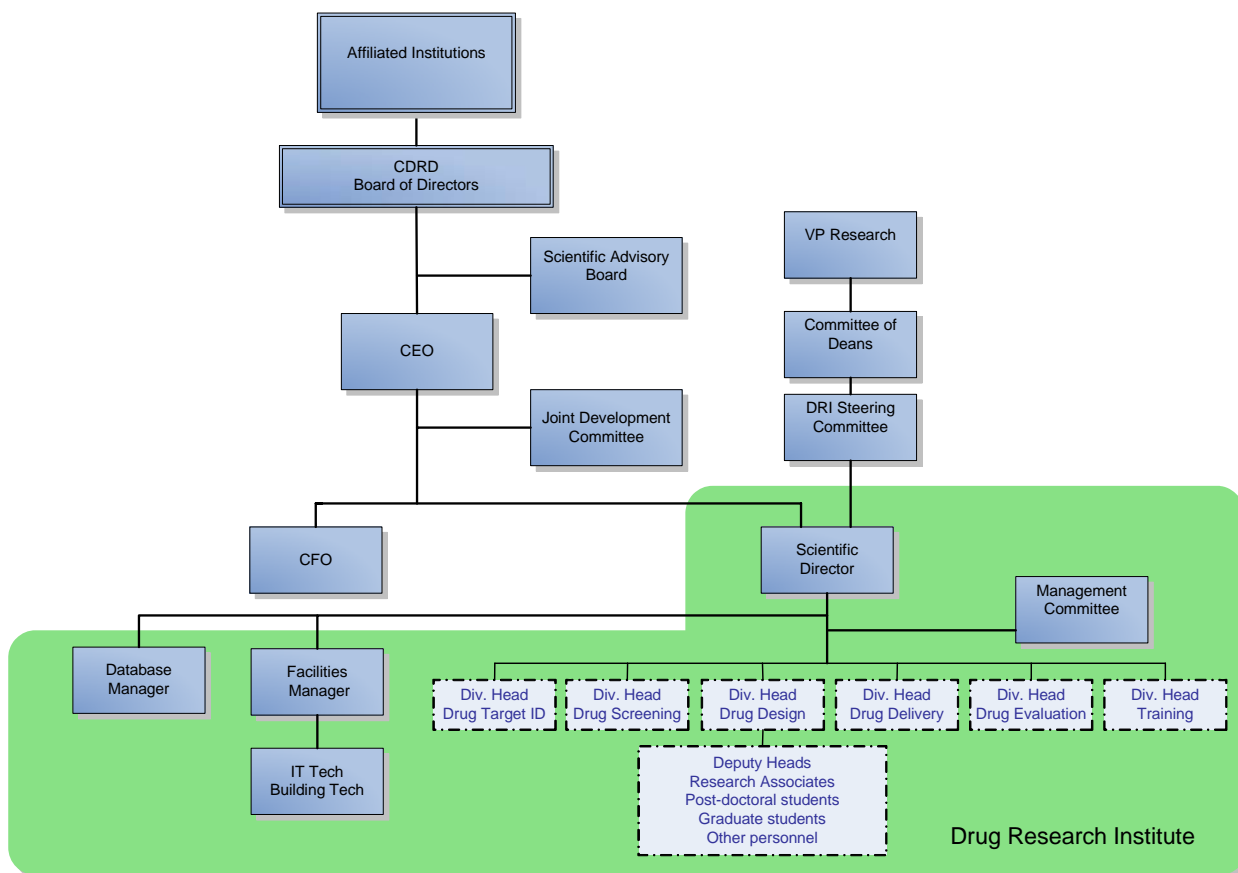 Affiliated Institutions
CDRD
Board of Directors
VP Research
Scientific Advisory
Board
Committee of
Deans
CEO
Joint Development
Committee
DRI Steering
Committee
CFO
Scientific
Director
Management
Committee
Database
Manager
Facilities
Manager
Div. Head
Drug Target ID
Div. Head
Drug Screening
Div. Head
Drug Design
Div. Head
Drug Delivery
Div. Head
Drug Evaluation
Div. Head
Training
IT Tech
Building Tech
Deputy Heads
Research Associates
Post-doctoral students
Graduate students
Other personnel
Drug Research Institute